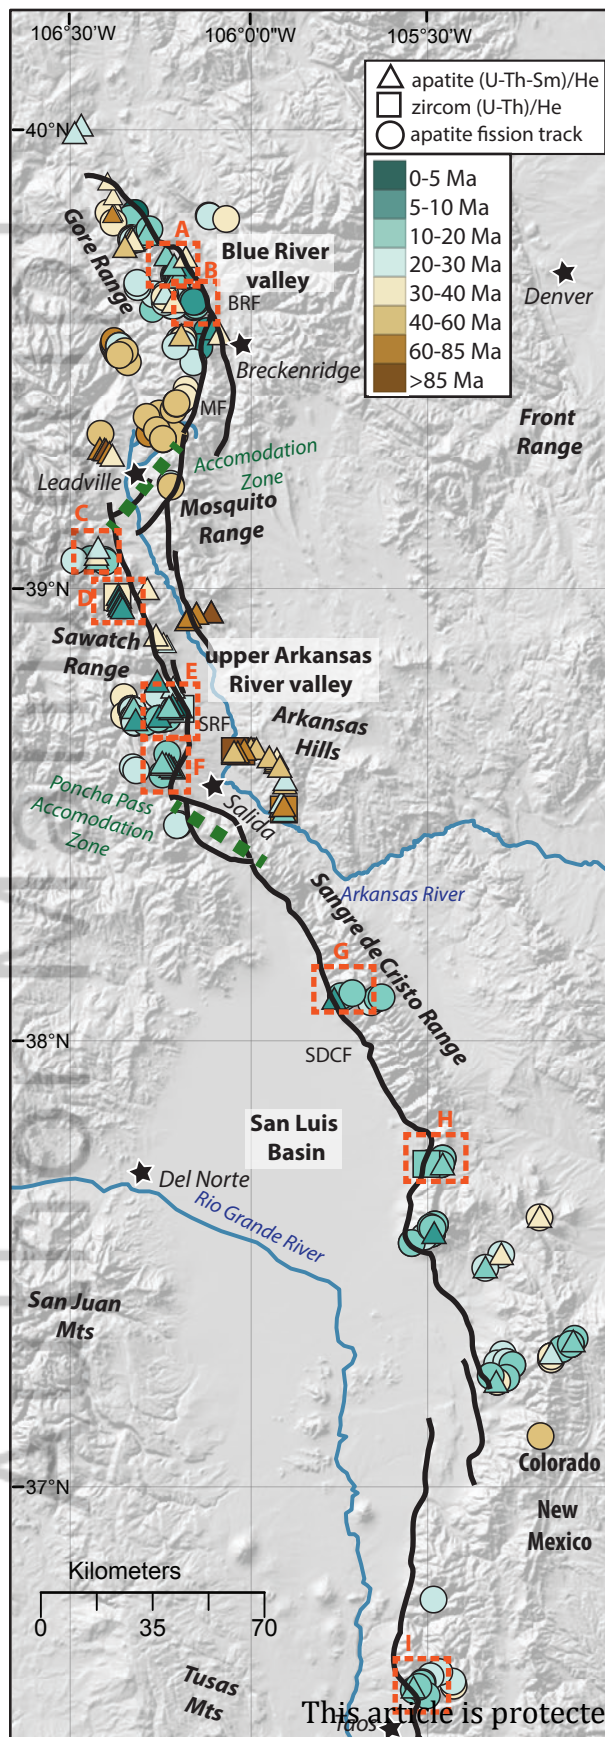 106°30'W
106°0'W
105°30'W
apatite (U-Th-Sm)/He
zircom (U-Th)/He
apatite fission track
40°N
0-5 Ma
5-10 Ma
10-20 Ma
20-30 Ma
30-40 Ma
40-60 Ma
60-85 Ma
>85 Ma
Gore Range
A
Blue River
valley
B
BRF
Denver
Breckenridge
MF
Front
Range
Accomodation
Zone
Leadville
Mosquito
Range
C
39°N
D
Sawatch
Range
upper Arkansas
River valley
E
SRF
Arkansas
Hills
F
Poncha Pass
Accomodation
Zone
Salida
Arkansas River
Sangre de Cristo Range
G
38°N
SDCF
San Luis
Basin
H
Del Norte
Rio Grande River
San Juan
Mts
37°N
Colorado
New
Mexico
Kilometers
0
35
70
I
Tusas
Mts
Taos
This article is protecte